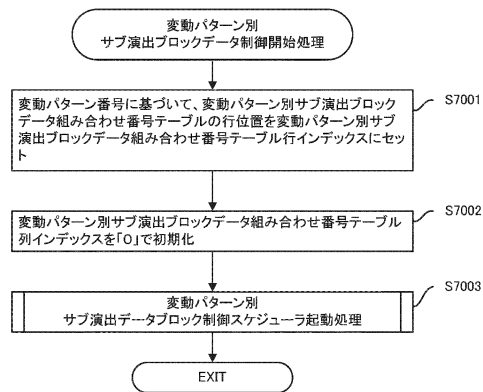 変動パターン別
サブ演出ブロックデータ制御開始処理
変動パターン番号に基づいて、変動パターン別サブ演出ブロック
データ組み合わせ番号テーブルの行位置を変動パターン別サブ
演出ブロックデータ組み合わせ番号テーブル行インデックスにセッ
ト
S7001
変動パターン別サブ演出ブロックデータ組み合わせ番号テーブル
列インデックスを「0」で初期化
S7002
変動パターン別
サブ演出データブロック制御スケジューラ起動処理
S7003
EXIT